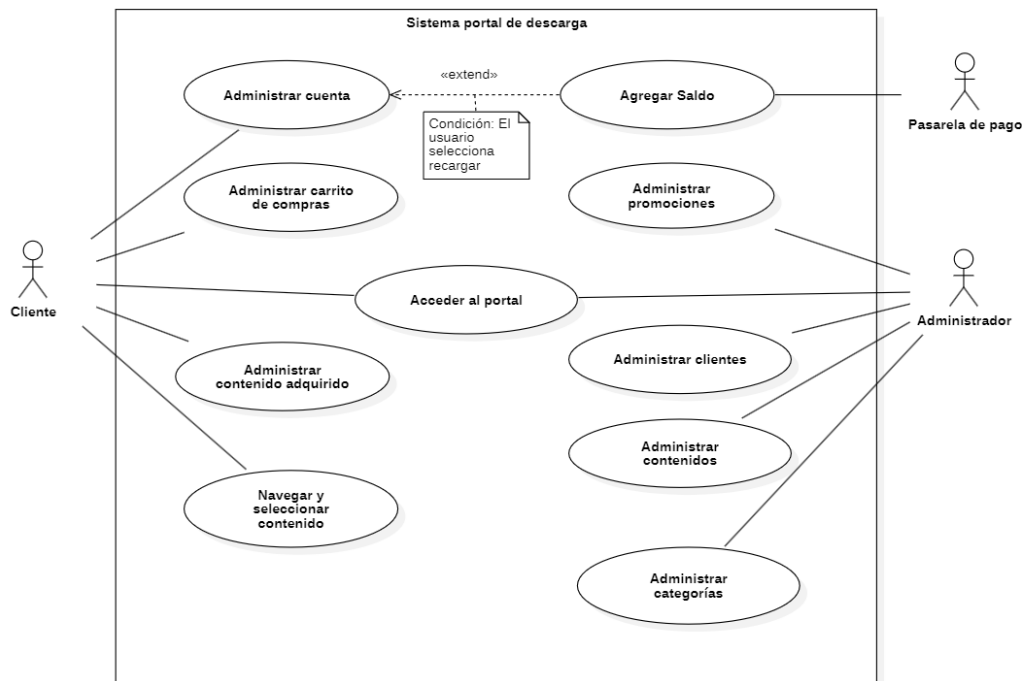 Sistema portal de descarga
«extend»
Administrar cuenta
Agregar Saldo
Condición: El
usuario
selecciona
recargar
Pasarela de pago
Administrar carrito
de compras
Administrar
promociones
Cliente
Acceder al portal
Administrador
Administrar
contenido adquirido
Administrar clientes
Administrar
contenidos
Navegar y
seleccionar
contenido
Administrar
categorías